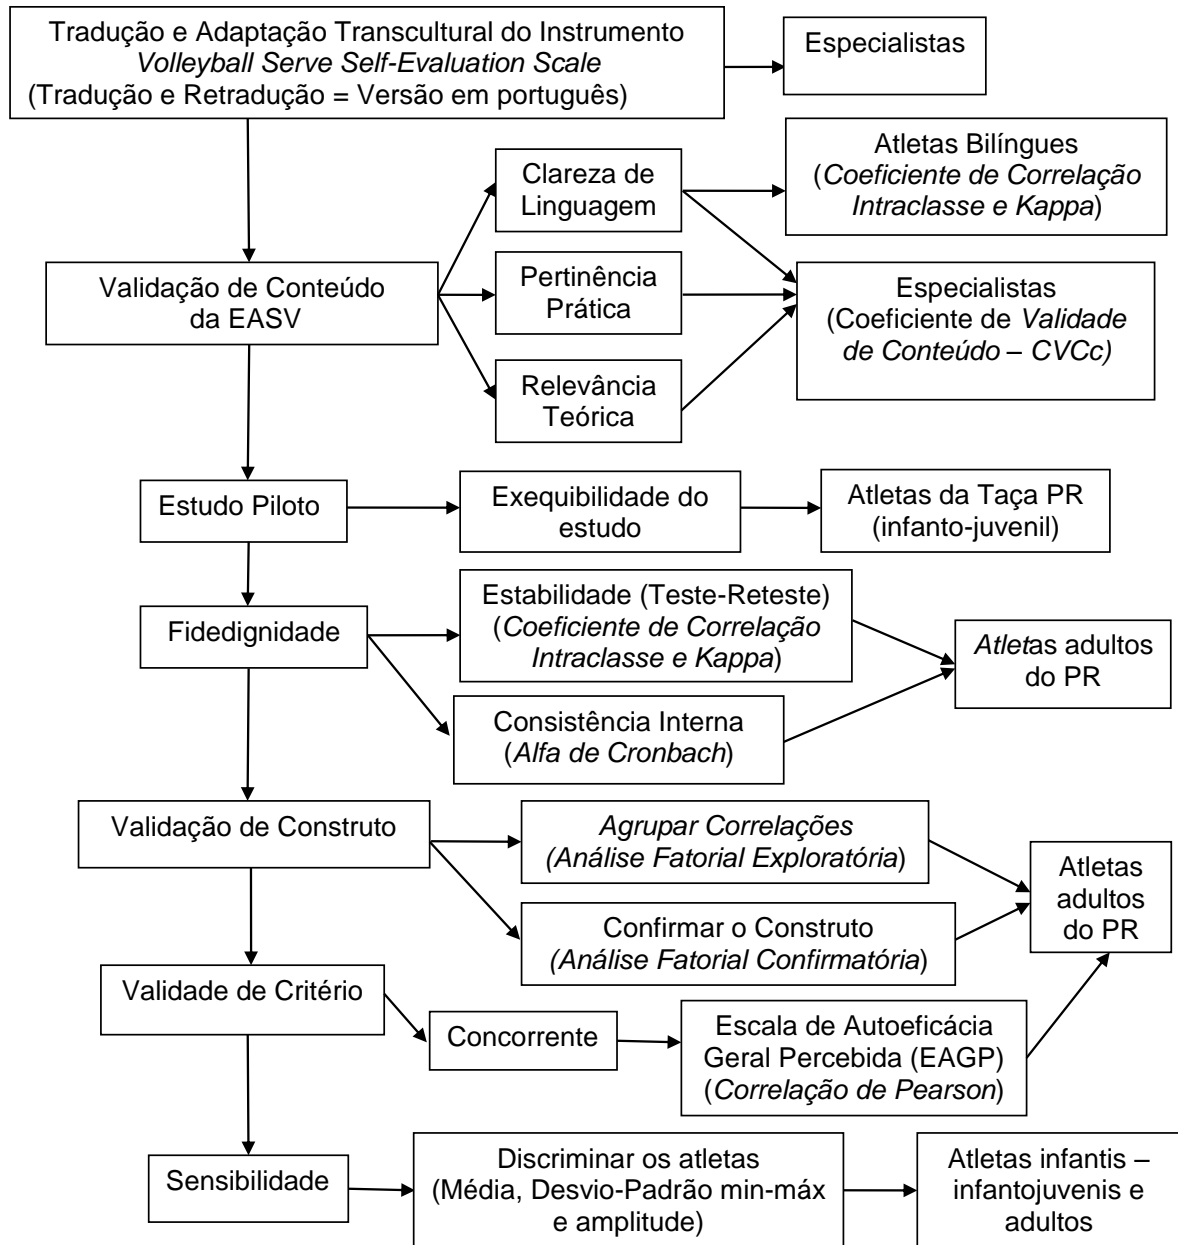 Tradução e Adaptação Transcultural do Instrumento
Volleyball Serve Self-Evaluation Scale
(Tradução e Retradução = Versão em português)
Especialistas
Clareza de
Linguagem
Atletas Bilíngues
(Coeficiente de Correlação
Intraclasse e Kappa)
Validação de Conteúdo
da EASV
Pertinência
Prática
Especialistas
(Coeficiente de Validade
de Conteúdo – CVCc)
Relevância
Teórica
Estudo Piloto
Exequibilidade do
estudo
Atletas da Taça PR
(infanto-juvenil)
Fidedignidade
Estabilidade (Teste-Reteste)
(Coeficiente de Correlação
Intraclasse e Kappa)
Atletas adultos
do PR
Consistência Interna
(Alfa de Cronbach)
Validação de Construto
Agrupar Correlações
(Análise Fatorial Exploratória)
Atletas
adultos
do PR
Confirmar o Construto
(Análise Fatorial Confirmatória)
Validade de Critério
Concorrente
Escala de Autoeficácia
Geral Percebida (EAGP)
(Correlação de Pearson)
Sensibilidade
Discriminar os atletas
(Média, Desvio-Padrão min-máx
e amplitude)
Atletas infantis –
infantojuvenis e
adultos